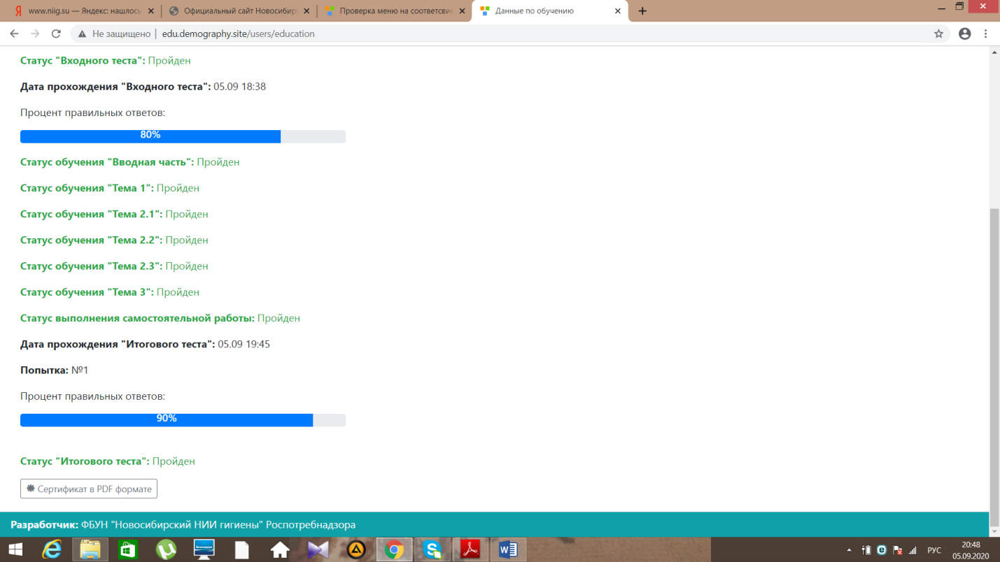 www.niig.su — Яндекс: нашлось
Официальный сайт Новосибир
Проверка меню на соответсвие
Данные по обучению
Не защищено | edu.demography.site/users/education
Статус "Входного теста": Пройден
Дата прохождения "Входного теста": 05.09 18:38
Процент правильных ответов:
80%
Статус обучения "Вводная часть": Пройден
Статус обучения "Тема 1": Пройден
Статус обучения "Тема 2.1": Пройден
Статус обучения "Тема 2.2": Пройден
Статус обучения "Тема 2.3": Пройден
Статус обучения "Тема 3": Пройден
Статус выполнения самостоятельной работы: Пройден
Дата прохождения "Итогового теста": 05.09 19:45
Попытка: №1
Процент правильных ответов:
90%
Статус "Итогового теста": Пройден
Сертификат в PDF формате
Разработчик: ФБУН "Новосибирский НИИ гигиены" Роспотребнадзора
РУС
20:48
05.09.2020